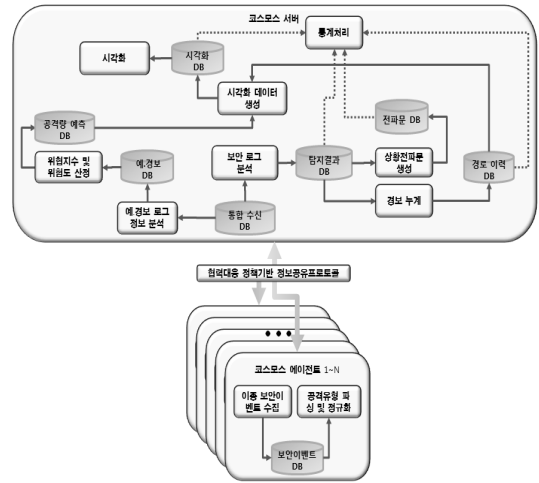 코스모스 서버
통계처리
시각화
시각화
DB
시각화 데이터
생성
공격량 예측
DB
전파문 DB
위협지수 및
위험도 산정
예.경보
DB
보안 로그
분석
탐지결과
DB
상황전파문
생성
경로 이력
DB
예.경보 로그
정보 분석
통합 수신
DB
경보 누계
협력대응 정책기반 정보공유프로토콜
•••
코스모스 에이전트 1~N
이종 보안이
벤트 수집
공격유형 파
싱 및 정규화
보안이벤트
DB